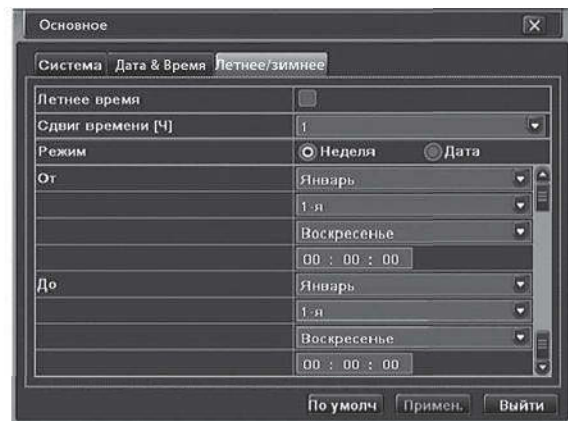 Основное
Система Дата & Время Летнее/зимнее
Летнее время
Сдвиг времени [Ч] 1
Режим Неделя Дата
От Январь
1-я
Воскресенье
00 : 00 : 00
До Январь
1-я
Воскресенье
00 : 00 : 00
По умолч Примен. Выйти